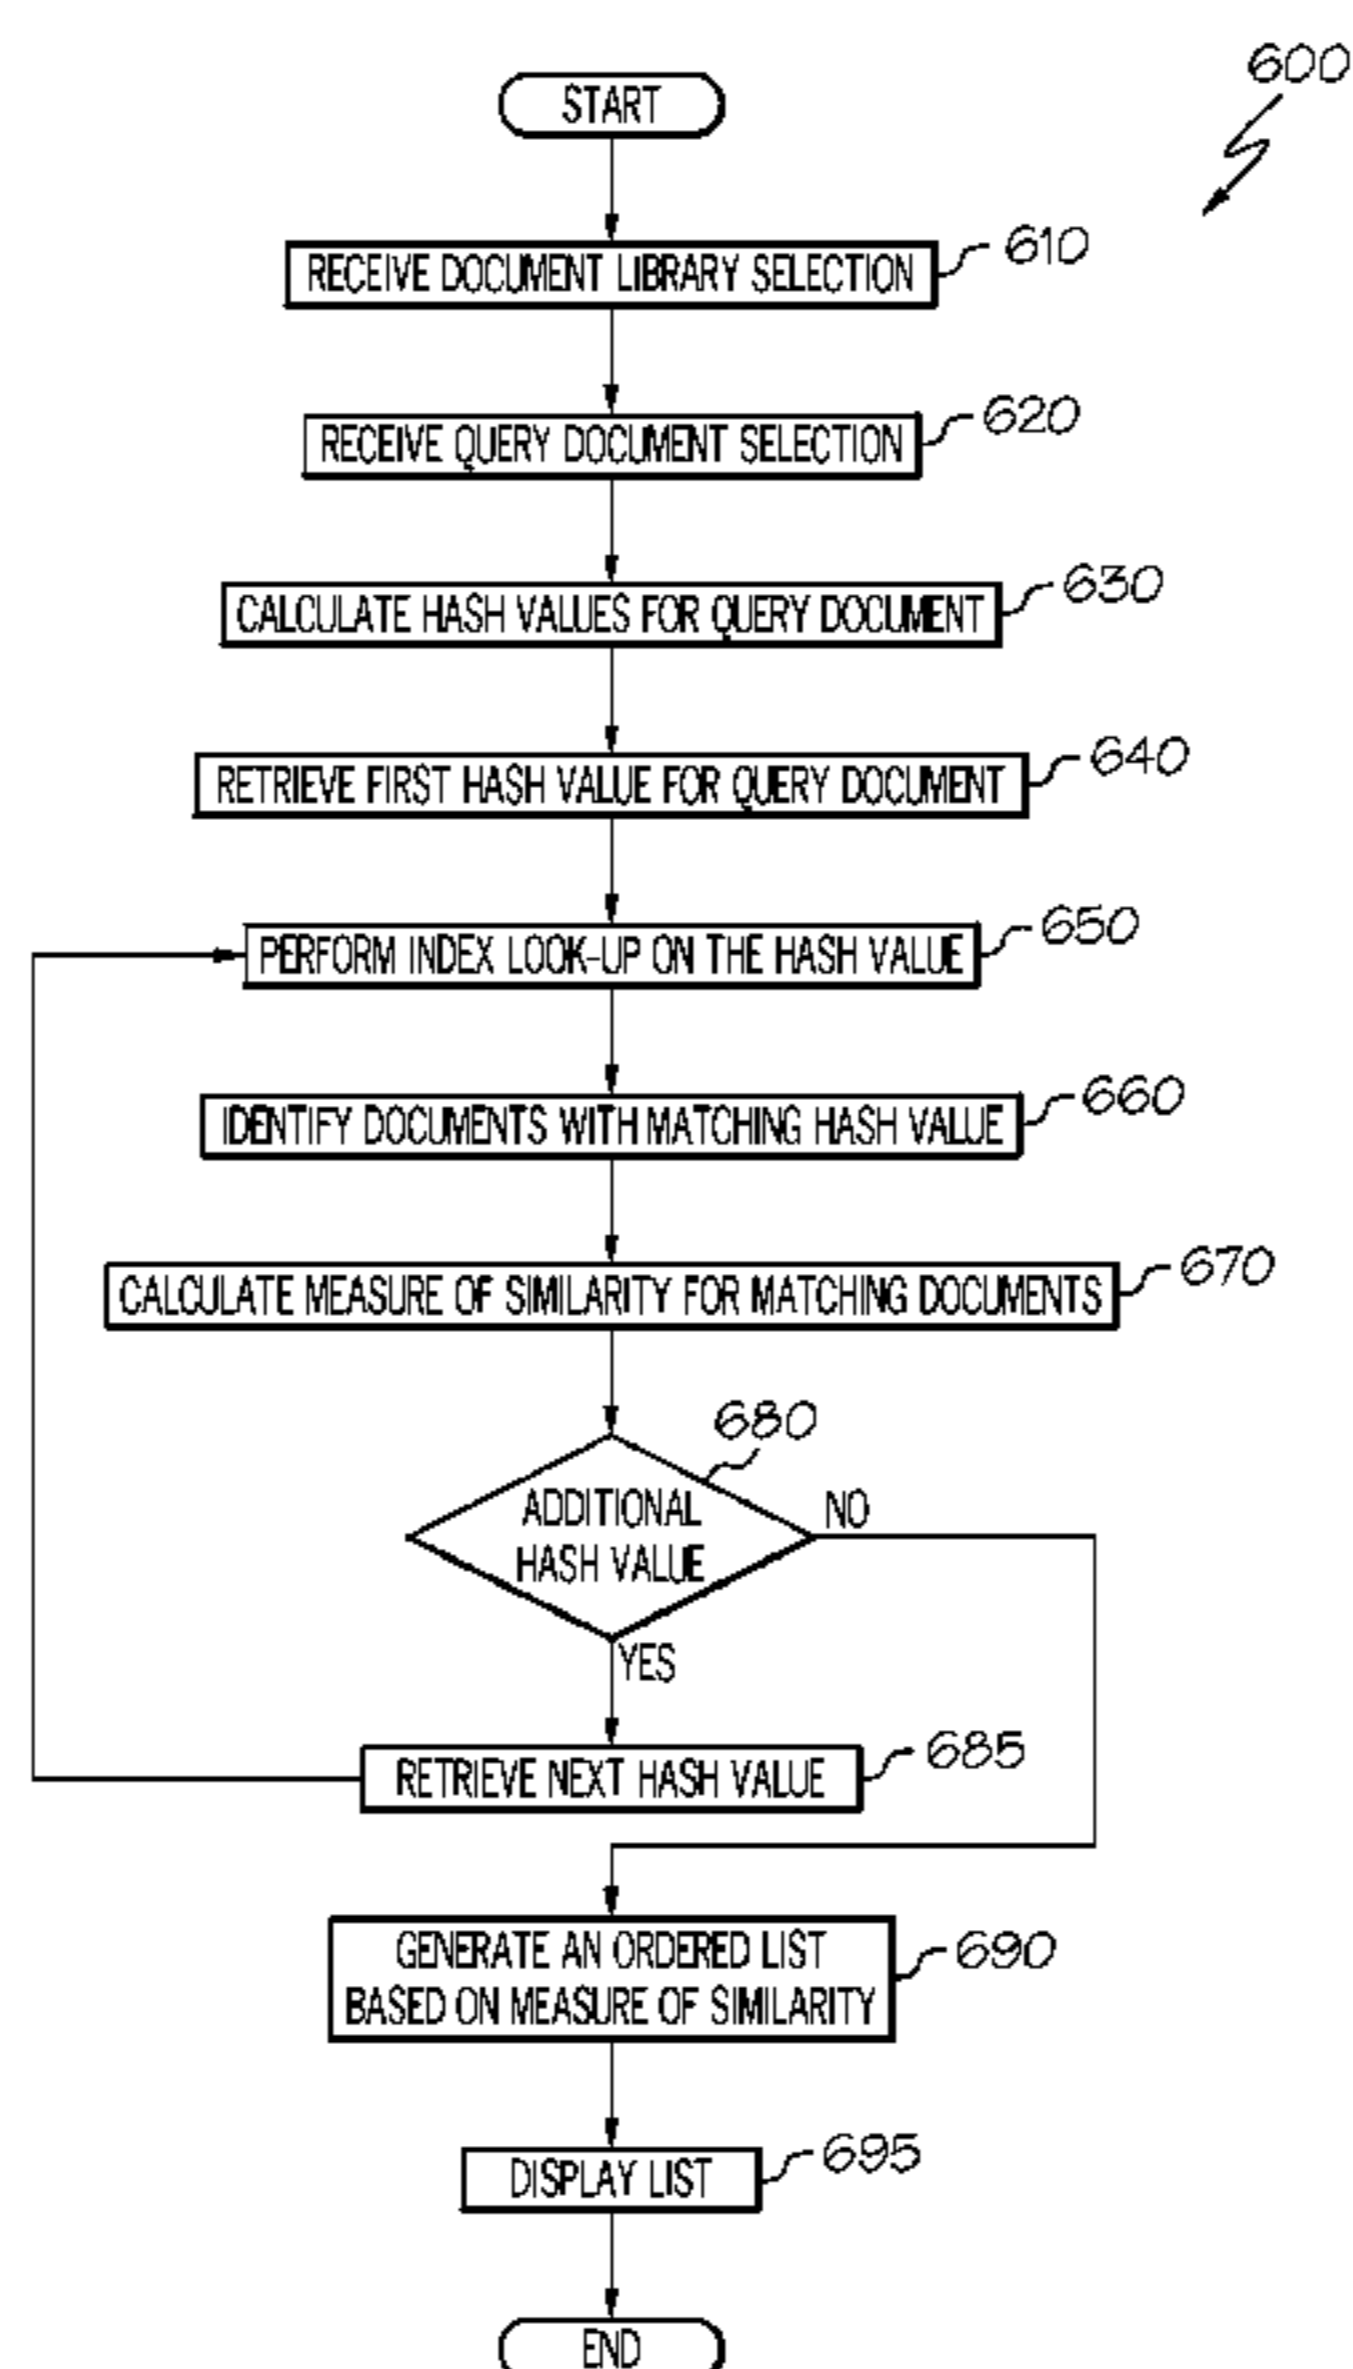 600
START
RECEIVE DOCUMENT LIBRARY SELECTION
610
RECEIVE QUERY DOCUMENT SELECTION
620
CALCULATE HASH VALUES FOR QUERY DOCUMENT
630
RETRIEVE FIRST HASH VALUE FOR QUERY DOCUMENT
640
PERFORM INDEX LOOK-UP ON THE HASH VALUE
650
IDENTIFY DOCUMENTS WITH MATCHING HASH VALUE
660
CALCULATE MEASURE OF SIMILARITY FOR MATCHING DOCUMENTS
670
680
ADDITIONAL
HASH VALUE
NO
YES
RETRIEVE NEXT HASH VALUE
685
GENERATE AN ORDERED LIST
BASED ON MEASURE OF SIMILARITY
690
DISPLAY LIST
695
END